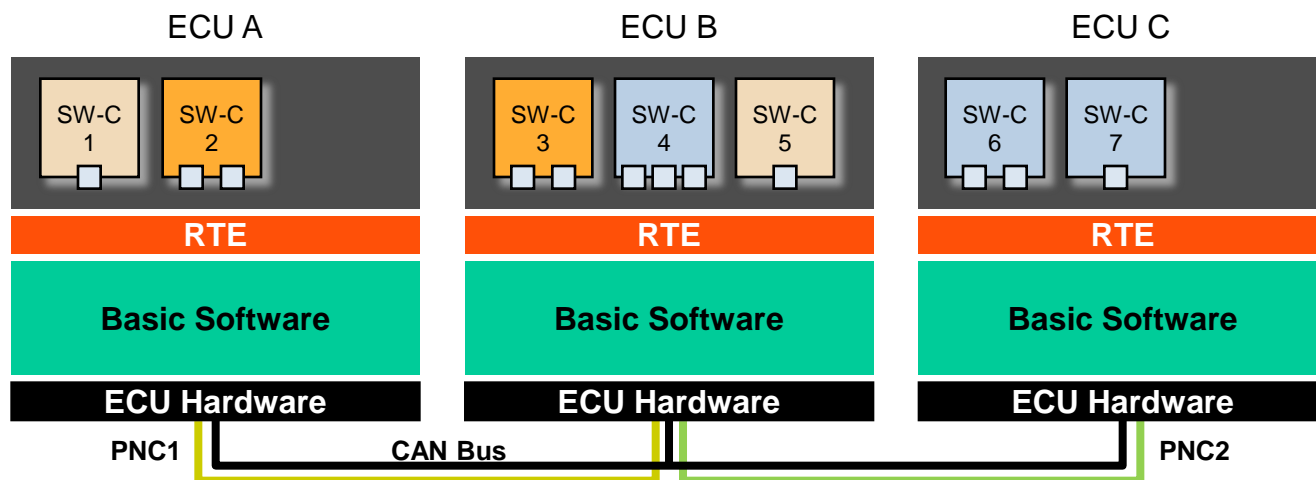 ECU A
ECU B
ECU C
SW-C
1
SW-C
2
SW-C
3
SW-C
4
SW-C
5
SW-C
6
SW-C
7
RTE
RTE
RTE
Basic Software
Basic Software
Basic Software
ECU Hardware
ECU Hardware
ECU Hardware
PNC1
CAN Bus
PNC2